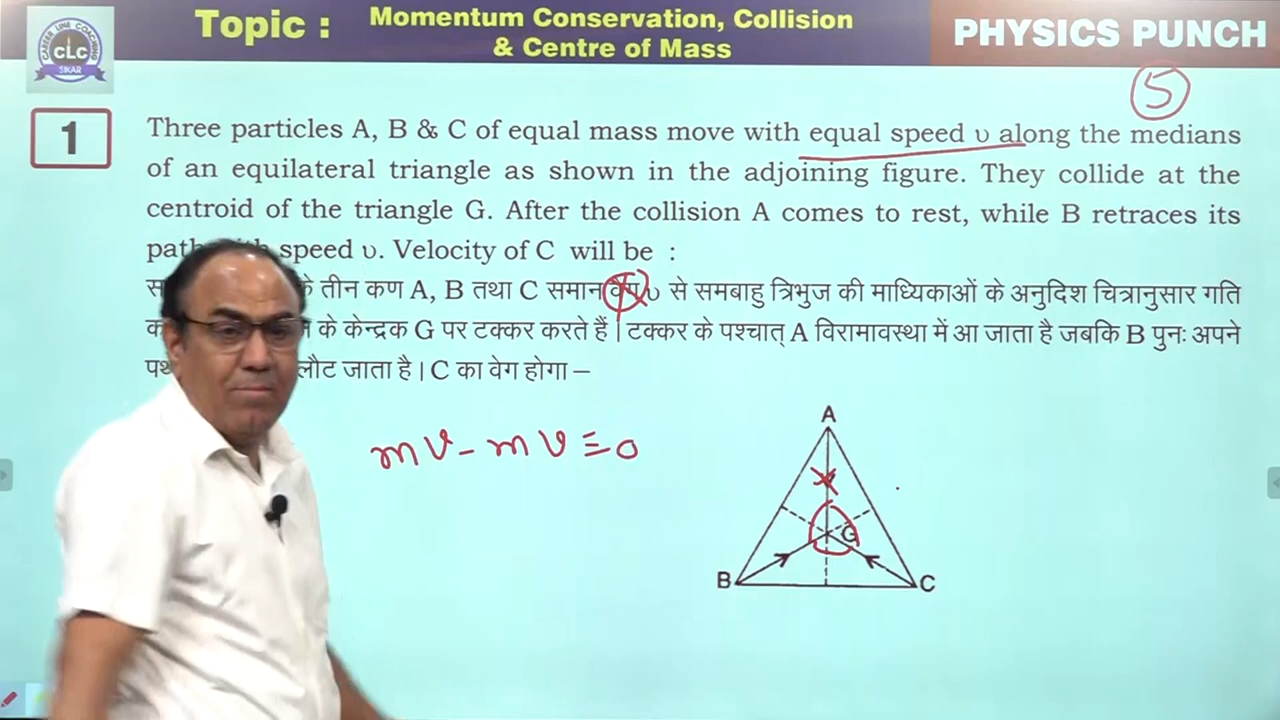 Topic :
Momentum Conservation, Collision
& Centre of Mass
PHYSICS PUNCH
CAREER LINE COACHING
CLC
SIKAR
5
1
Three particles A, B & C of equal mass move with equal speed υ along the medians
of an equilateral triangle as shown in the adjoining figure. They collide at the
centroid of the triangle G. After the collision A comes to rest, while B retraces its
speed υ. Velocity of C will be :
तीन कण A, B तथा C समान υ से समबाहु त्रिभुज की माध्यिकाओं के अनुदिश चित्रानुसार गति
के केन्द्रक G पर टक्कर करते हैं | टक्कर के पश्चात् A विरामावस्था में आ जाता है जबकि B पुनः अपने
लौट जाता है | C का वेग होगा –
mv - mv = 0
A
G
B
C